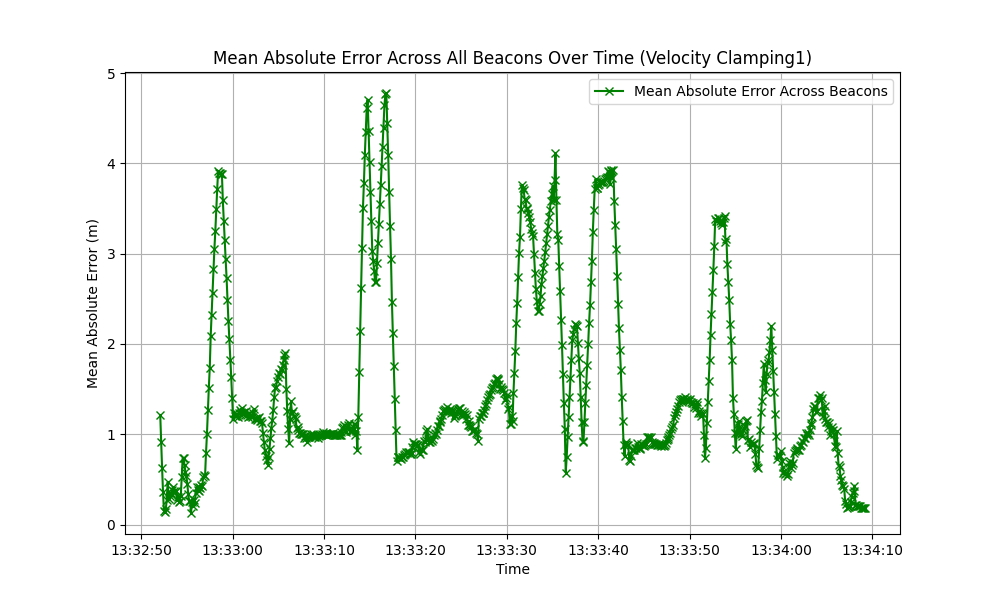 Mean Absolute Error Across All Beacons Over Time (Velocity Clamping1)
Mean Absolute Error Across Beacons
5
4
3
2
1
0
Mean Absolute Error (m)
13:32:50 13:33:00 13:33:10 13:33:20 13:33:30 13:33:40 13:33:50 13:34:00 13:34:10
Time